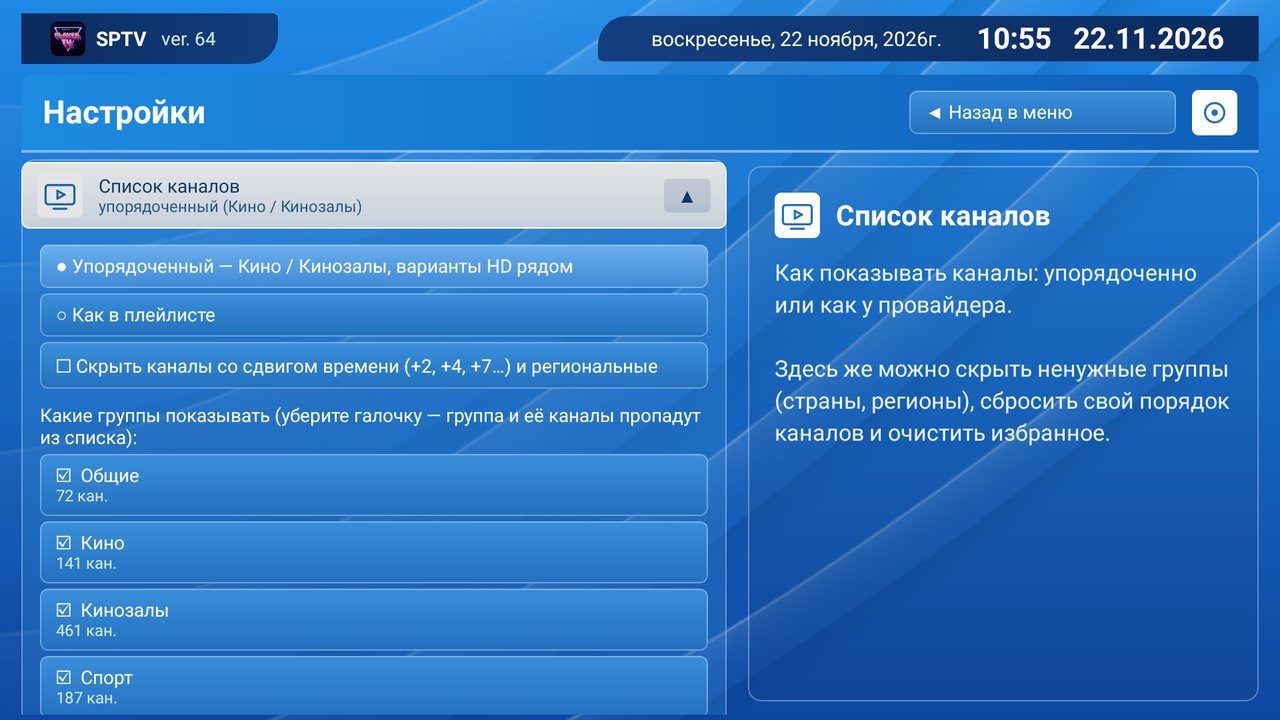 SPTV ver. 64
воскресенье, 22 ноября, 2026г. 10:55 22.11.2026
Настройки
◄ Назад в меню
Список каналов
упорядоченный (Кино / Кинозалы)
▲
● Упорядоченный — Кино / Кинозалы, варианты HD рядом
○ Как в плейлисте
☐ Скрыть каналы со сдвигом времени (+2, +4, +7…) и региональные
Какие группы показывать (уберите галочку — группа и её каналы пропадут
из списка):
☑ Общие
72 кан.
☑ Кино
141 кан.
☑ Кинозалы
461 кан.
☑ Спорт
187 кан.
Список каналов
Как показывать каналы: упорядоченно
или как у провайдера.
Здесь же можно скрыть ненужные группы
(страны, регионы), сбросить свой порядок
каналов и очистить избранное.